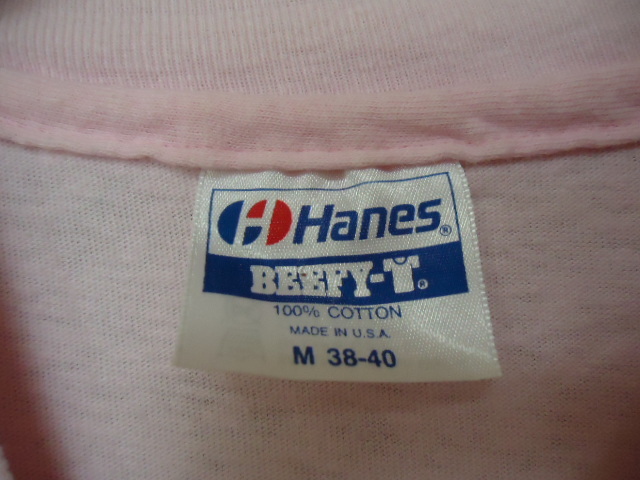 Hanes®
BEEFY-T®
100% COTTON
MADE IN U.S.A.
M 38-40